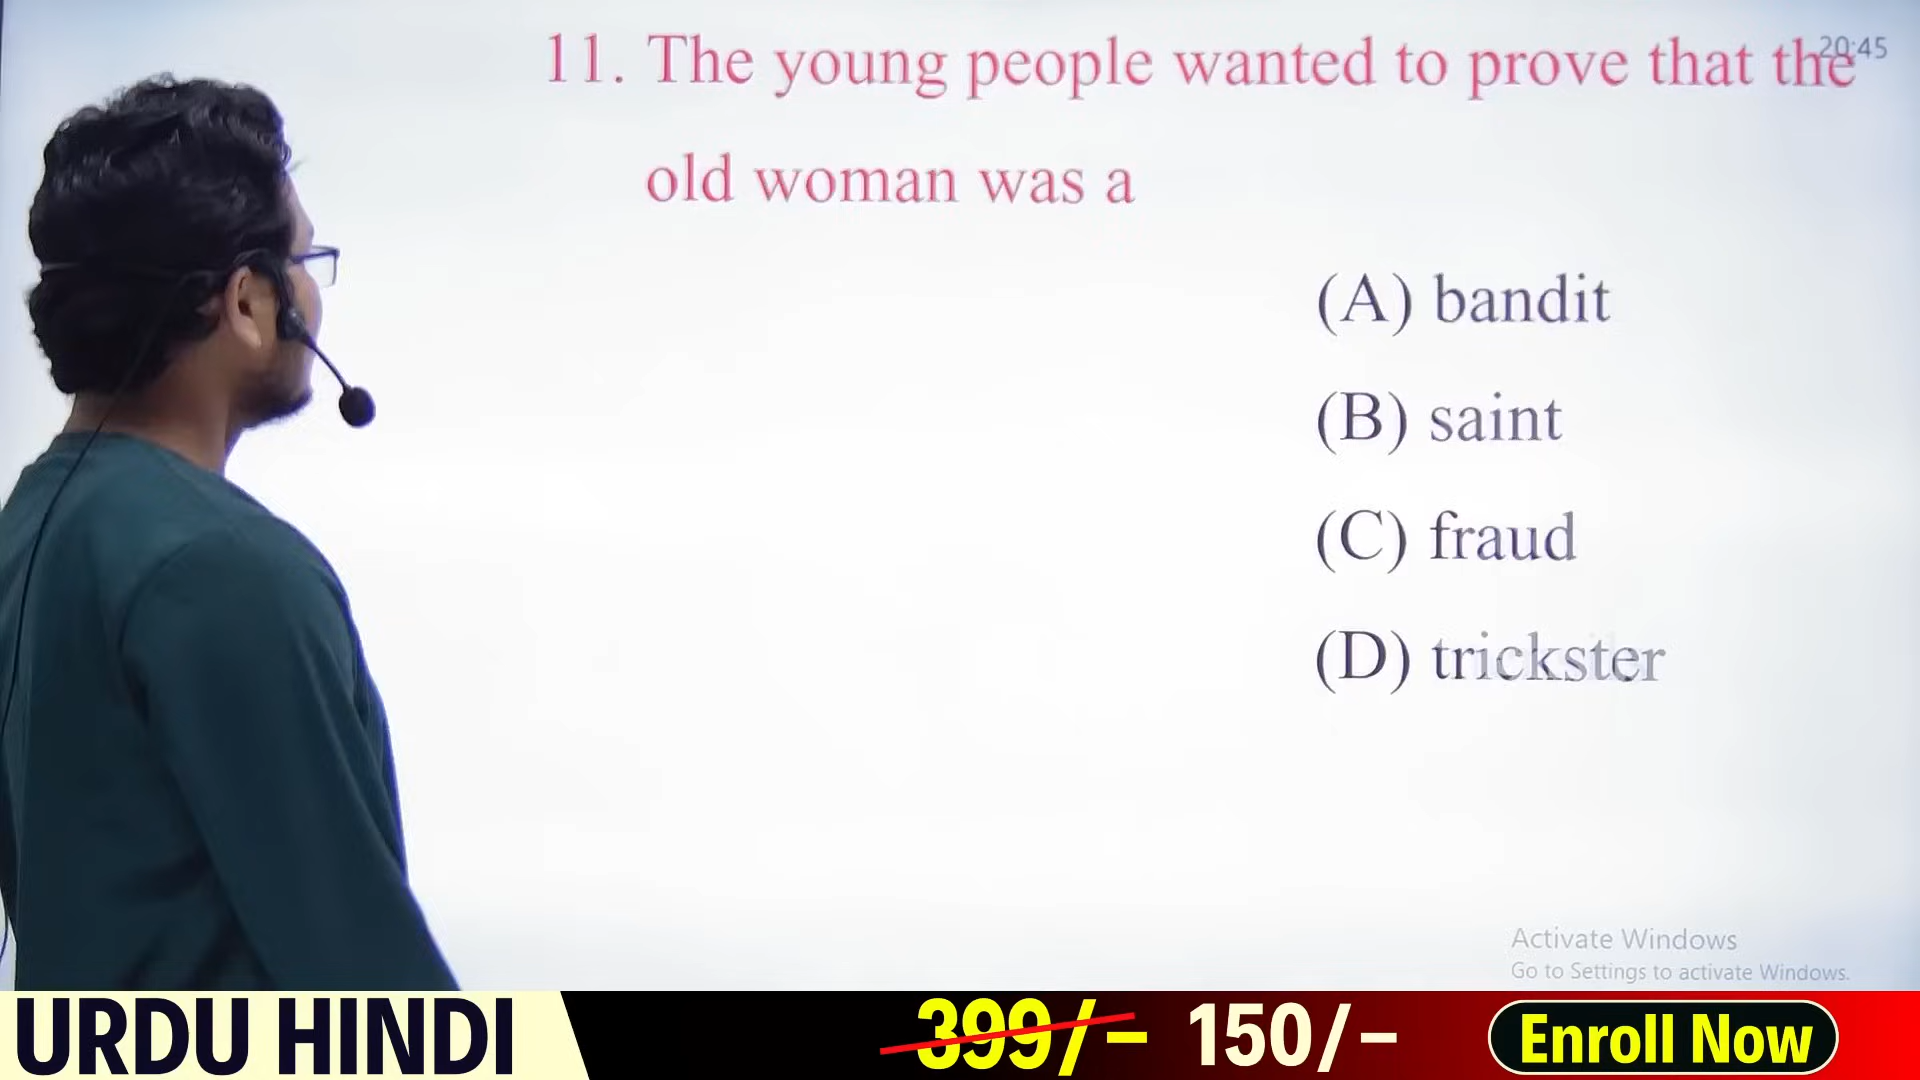 11. The young people wanted to prove that the
20:45
old woman was a
(A) bandit
(B) saint
(C) fraud
(D) trickster
Activate Windows
Go to Settings to activate Windows.
URDU HINDI
399/- 150/-
Enroll Now